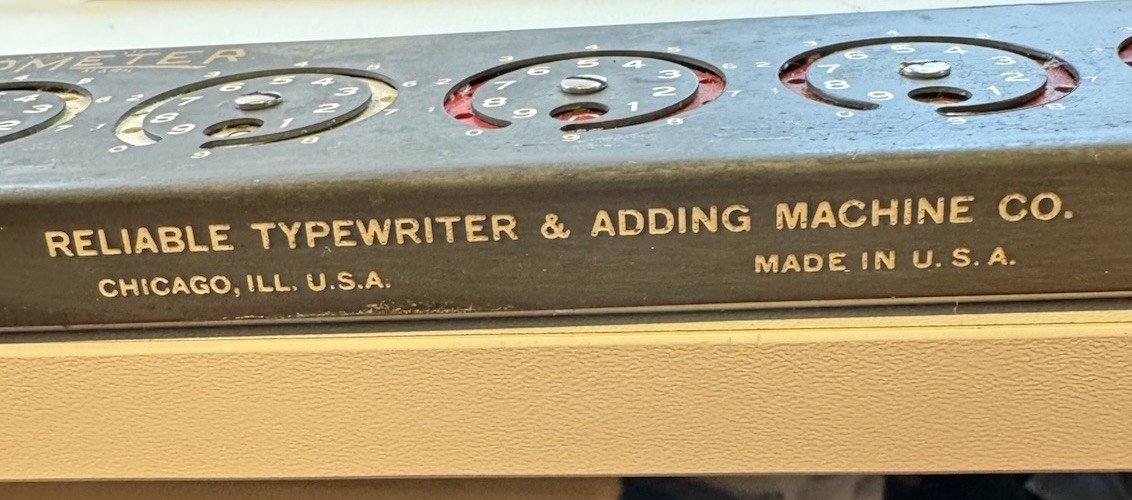 OMETER
RELIABLE TYPEWRITER & ADDING MACHINE CO.
CHICAGO, ILL. U.S.A.
MADE IN U.S.A.